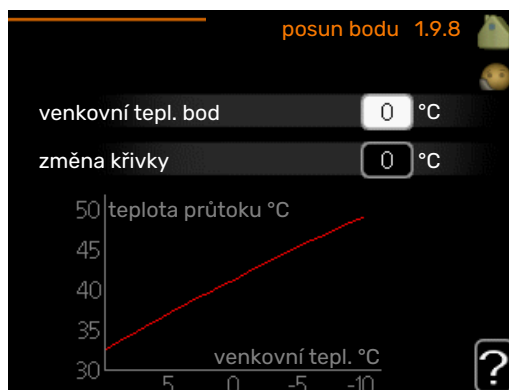 posun bodu 1.9.8
venkovní tepl. bod 0 °C
změna křivky 0 °C
50 teplota průtoku °C
45
40
35
30
venkovní tepl. °C
5 0 -5 -10
?